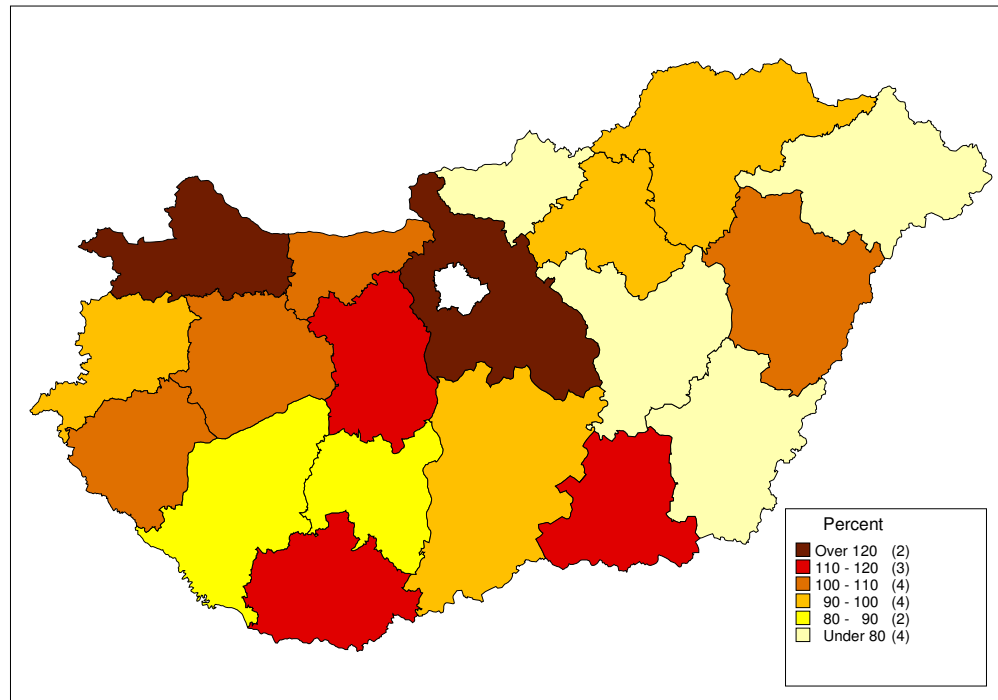 Percent
Over 120 (2)
110 - 120 (3)
100 - 110 (4)
90 - 100 (4)
80 - 90 (2)
Under 80 (4)